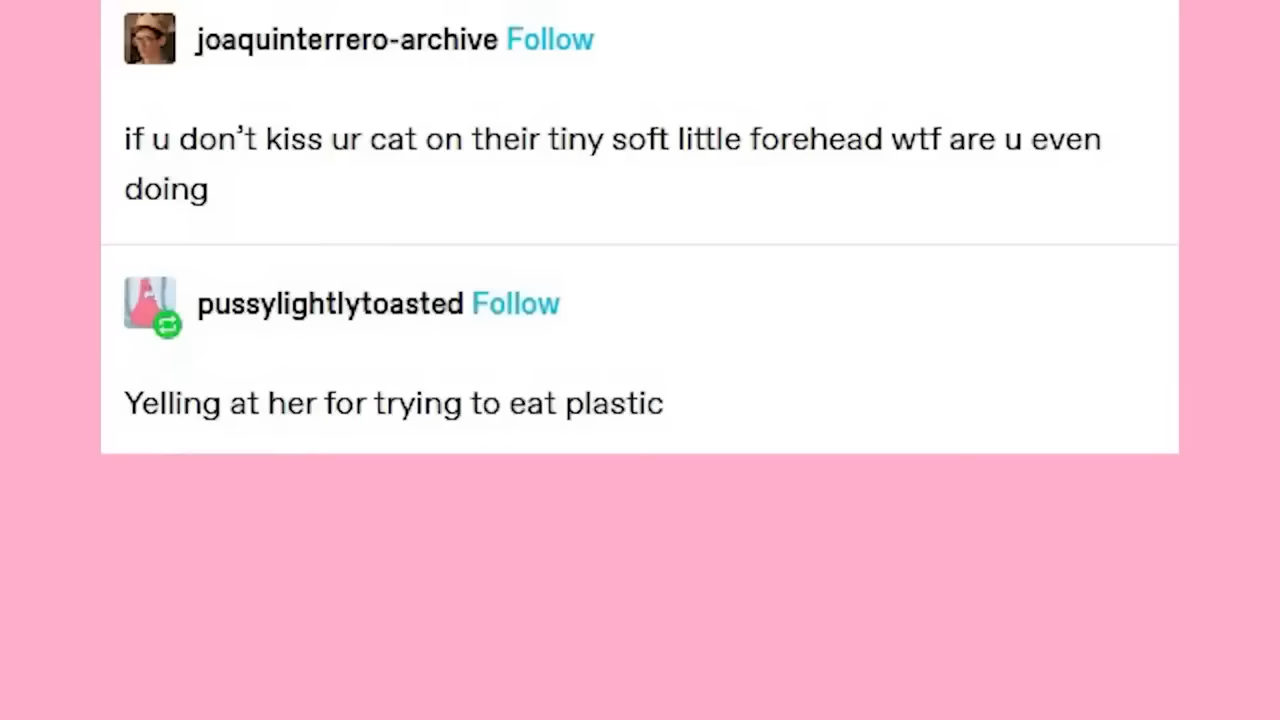 joaquinterrero-archive Follow
if u don’t kiss ur cat on their tiny soft little forehead wtf are u even
doing
pussylightlytoasted Follow
Yelling at her for trying to eat plastic